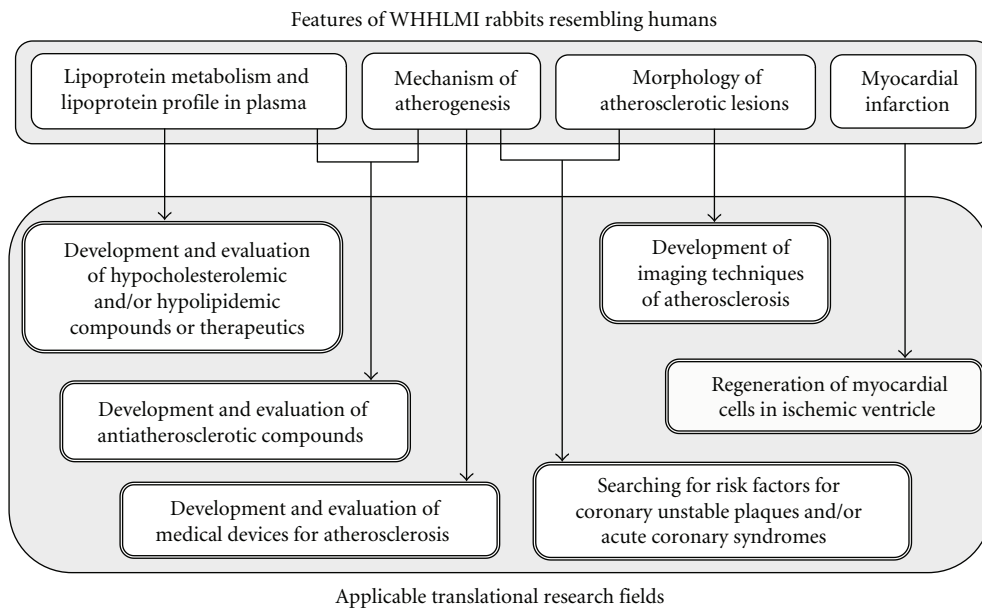 Features of WHHLMI rabbits resembling humans
Lipoprotein metabolism and
lipoprotein profile in plasma
Mechanism of
atherogenesis
Morphology of
atherosclerotic lesions
Myocardial
infarction
Development and evaluation
of hypocholesterolemic
and/or hypolipidemic
compounds or therapeutics
Development of
imaging techniques
of atherosclerosis
Regeneration of myocardial
cells in ischemic ventricle
Development and evaluation of
antiatherosclerotic compounds
Development and evaluation of
medical devices for atherosclerosis
Searching for risk factors for
coronary unstable plaques and/or
acute coronary syndromes
Applicable translational research fields